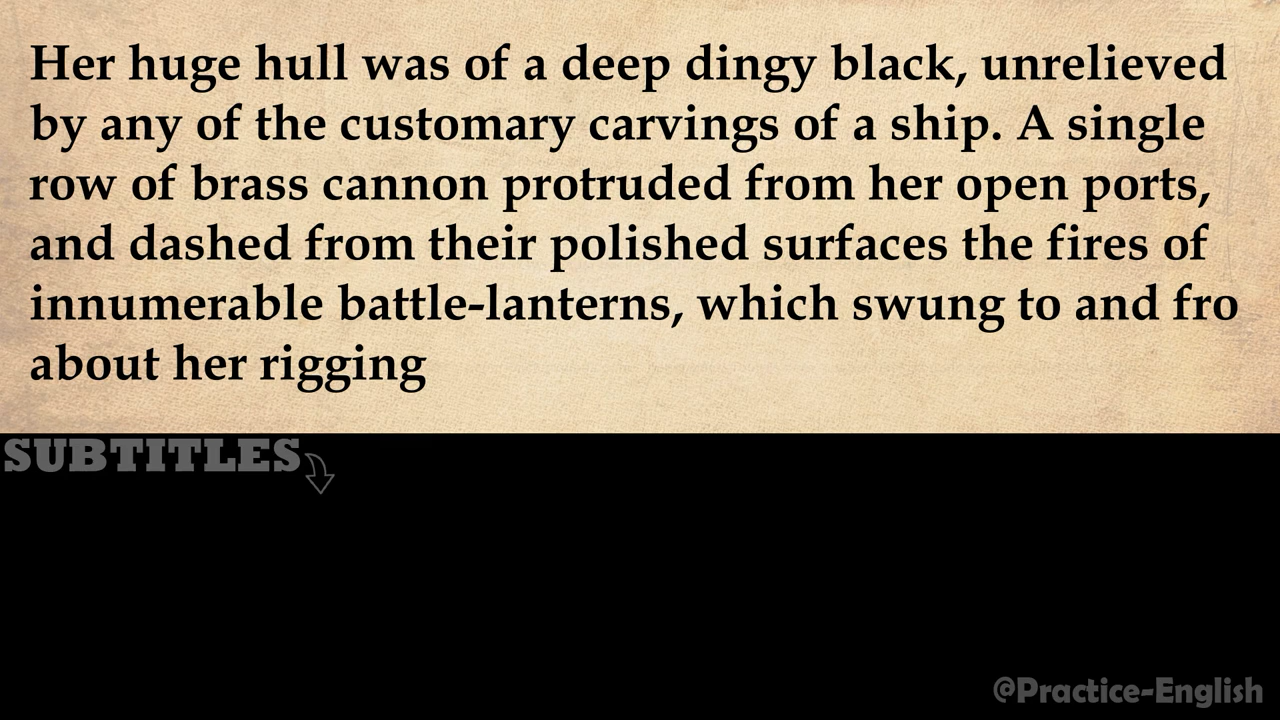 Her huge hull was of a deep dingy black, unrelieved
by any of the customary carvings of a ship. A single
row of brass cannon protruded from her open ports,
and dashed from their polished surfaces the fires of
innumerable battle-lanterns, which swung to and fro
about her rigging
SUBTITLES
@Practice-English